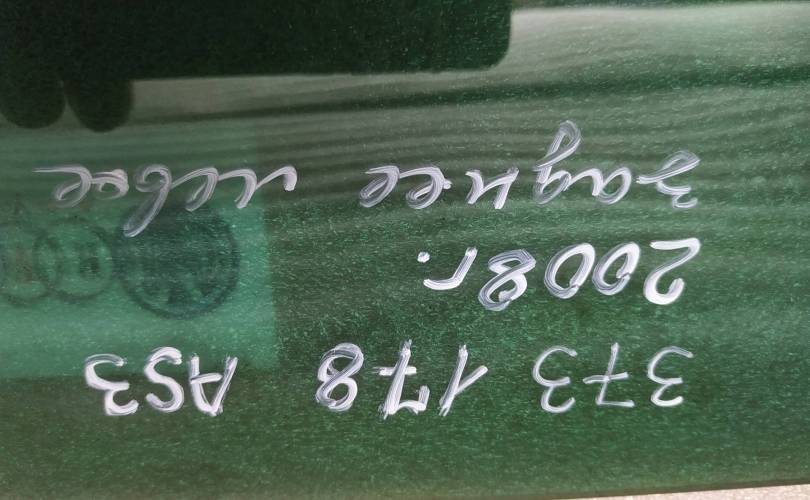 373 178 AS3
2008г.
заднее левое